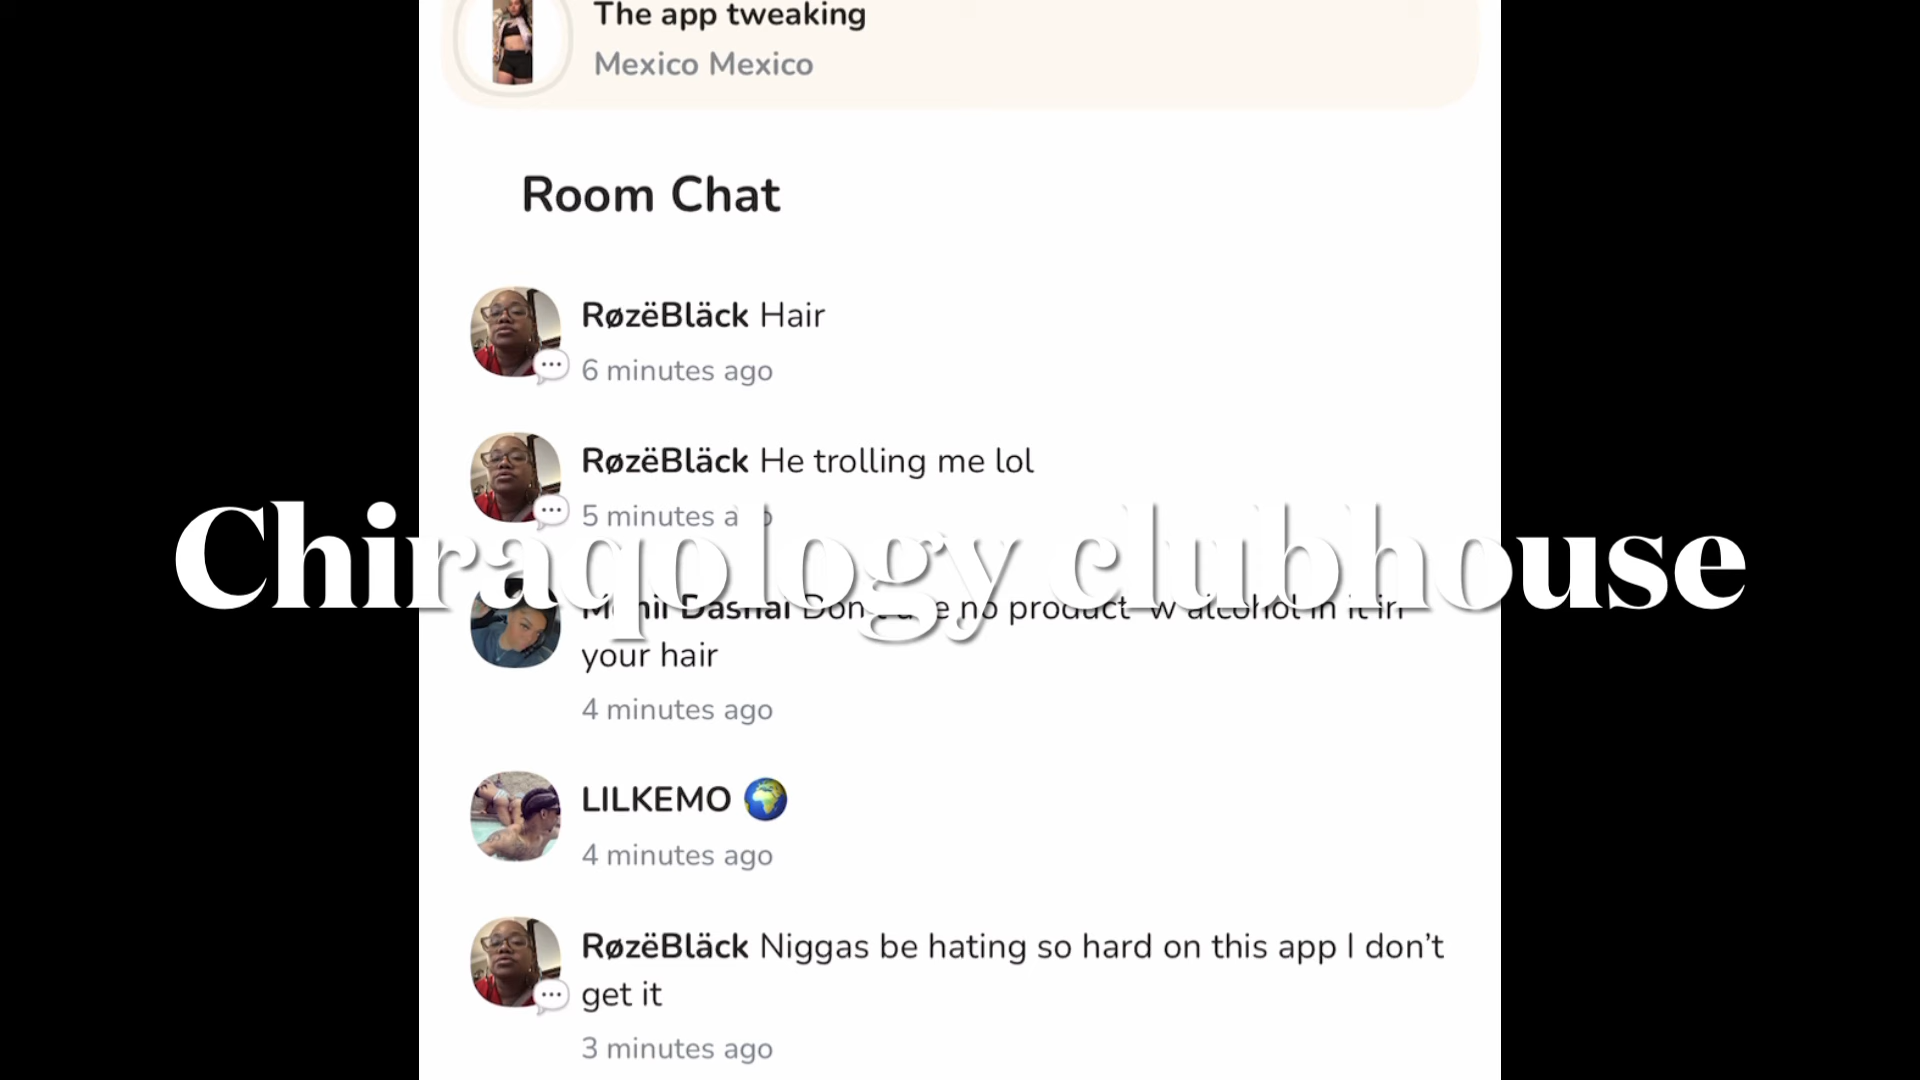 The app tweaking
Mexico Mexico
Room Chat
RøzëBläck Hair
6 minutes ago
RøzëBläck He trolling me lol
5 minutes ago
Chiraqology clubhouse
Dashai no product w alcohol in it in
your hair
4 minutes ago
LILKEMO 🌍
4 minutes ago
RøzëBläck Niggas be hating so hard on this app I don’t
get it
3 minutes ago